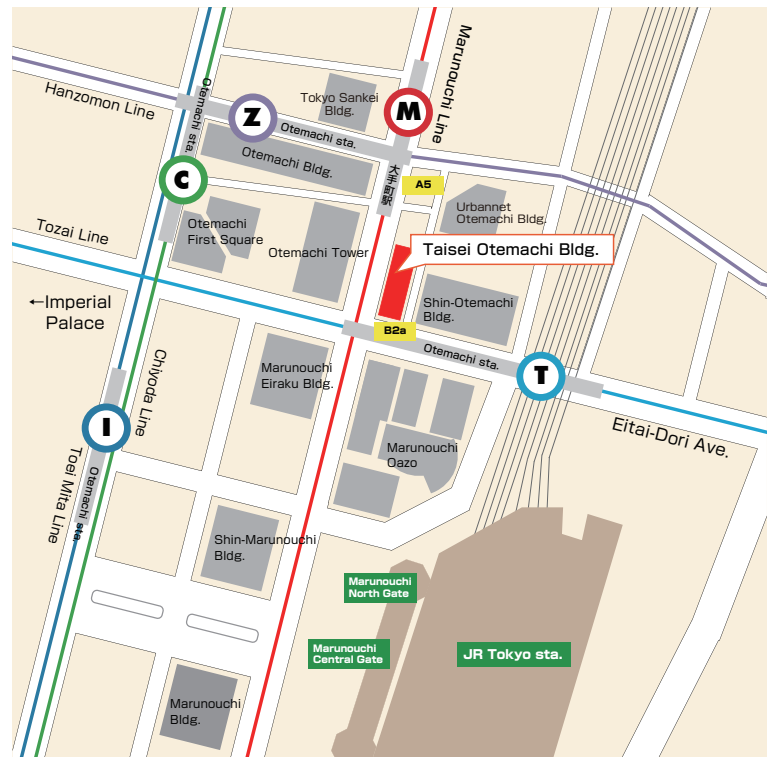 Marunouchi Line
Hanzomon Line
Otemachi sta.
Z
Tokyo Sankei
Bldg.
M
Otemachi sta.
Otemachi Bldg.
大手町駅
A5
C
Urbannet
Otemachi Bldg.
Otemachi
First Square
Otemachi Tower
Tozai Line
Taisei Otemachi Bldg.
←Imperial
Palace
Shin-Otemachi
Bldg.
B2a
Otemachi sta.
T
Marunouchi
Eiraku Bldg.
Chiyoda Line
I
Eitai-Dori Ave.
Marunouchi
Oazo
Toei Mita Line
Otemachi sta.
Shin-Marunouchi
Bldg.
Marunouchi
North Gate
Marunouchi
Central Gate
JR Tokyo sta.
Marunouchi
Bldg.